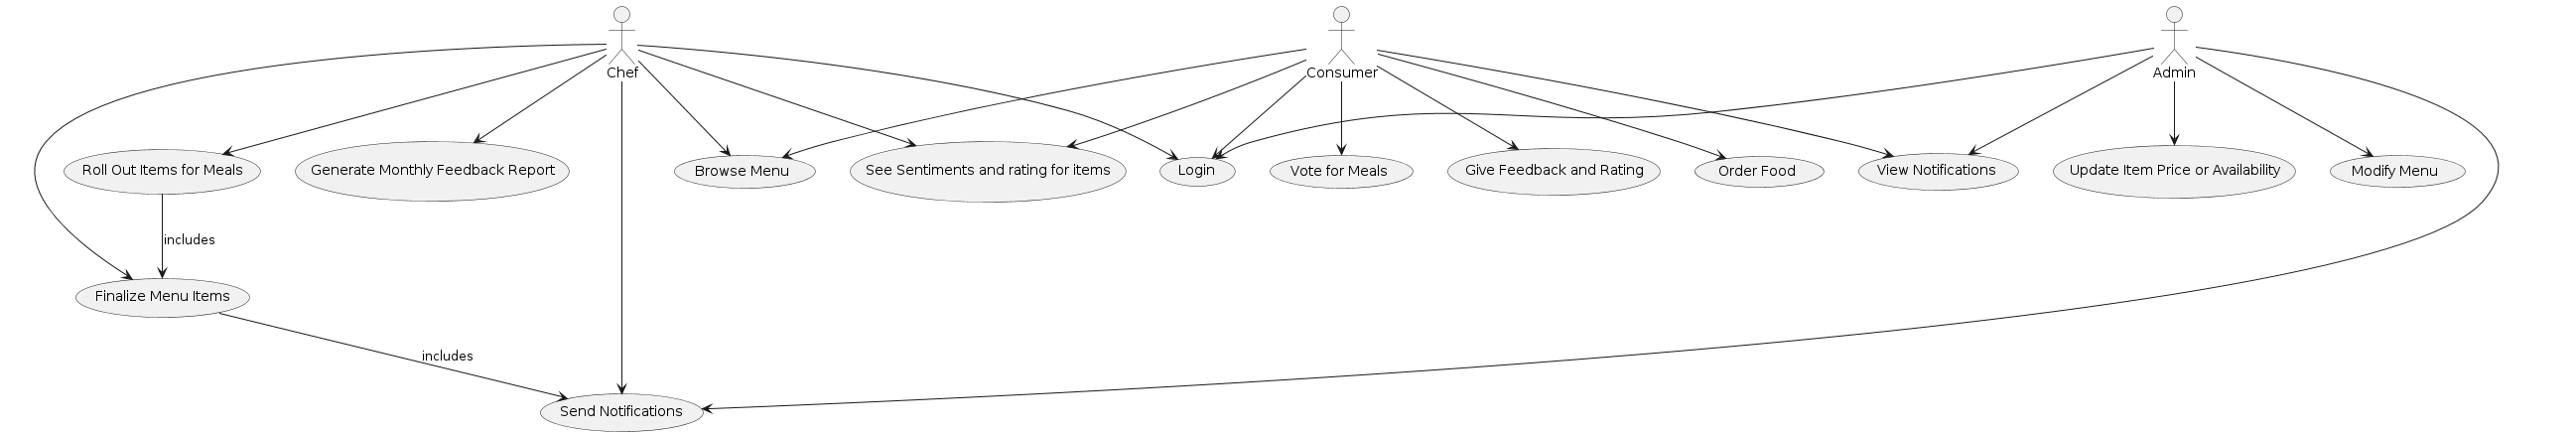 Chef
Consumer
Admin
Roll Out Items for Meals
Generate Monthly Feedback Report
Browse Menu
See Sentiments and rating for items
Login
Vote for Meals
Give Feedback and Rating
Order Food
View Notifications
Update Item Price or Availability
Modify Menu
includes
Finalize Menu Items
includes
Send Notifications